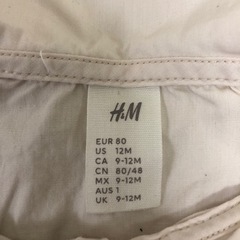 H&M
EUR 80
US 12M
CA 9-12M
CN 80/48
MX 9-12M
AUS 1
UK 9-12M